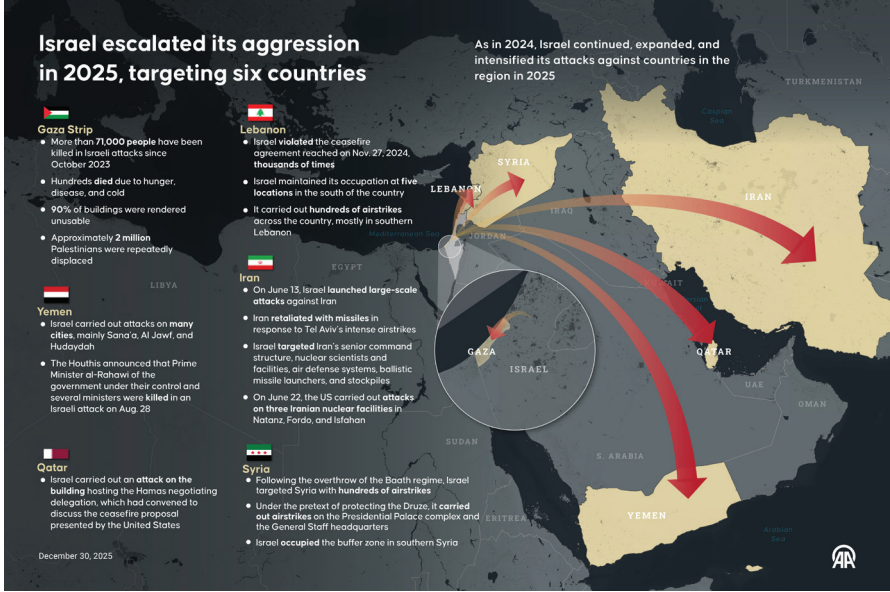 Israel escalated its aggression
in 2025, targeting six countries
As in 2024, Israel continued, expanded, and
intensified its attacks against countries in the
region in 2025
Gaza Strip
• More than 71,000 people have been
killed in Israeli attacks since
October 2023
• Hundreds died due to hunger,
disease, and cold
• 90% of buildings were rendered
unusable
• Approximately 2 million
Palestinians were repeatedly
displaced
Yemen
• Israel carried out attacks on many
cities, mainly Sana'a, Al Jawf, and
Hudaydah
• The Houthis announced that Prime
Minister al-Rahawi of the
government under their control and
several ministers were killed in an
Israeli attack on Aug. 28
Qatar
• Israel carried out an attack on the
building hosting the Hamas negotiating
delegation, which had convened to
discuss the ceasefire proposal
presented by the United States
Lebanon
• Israel violated the ceasefire
agreement reached on Nov. 27, 2024,
thousands of times
• Israel maintained its occupation at five
locations in the south of the country
• It carried out hundreds of airstrikes
across the country, mostly in southern
Lebanon
Iran
• On June 13, Israel launched large-scale
attacks against Iran
• Iran retaliated with missiles in
response to Tel Aviv's intense airstrikes
• Israel targeted Iran's senior command
structure, nuclear scientists and
facilities, air defense systems, ballistic
missile launchers, and stockpiles
• On June 22, the US carried out attacks
on three Iranian nuclear facilities in
Natanz, Fordo, and Isfahan
Syria
• Following the overthrow of the Baath regime, Israel
targeted Syria with hundreds of airstrikes
• Under the pretext of protecting the Druze, it carried
out airstrikes on the Presidential Palace complex and
the General Staff headquarters
• Israel occupied the buffer zone in southern Syria
TURKMENISTAN
Caspian
Sea
SYRIA
LEBANON
IRAN
IRAQ
Mediterranean Sea
JORDAN
EGYPT
LIBYA
KUWAIT
GAZA
ISRAEL
QATAR
UAE
OMAN
SUDAN
S. ARABIA
ERITREA
YEMEN
Arabian
Sea
December 30, 2025
AA